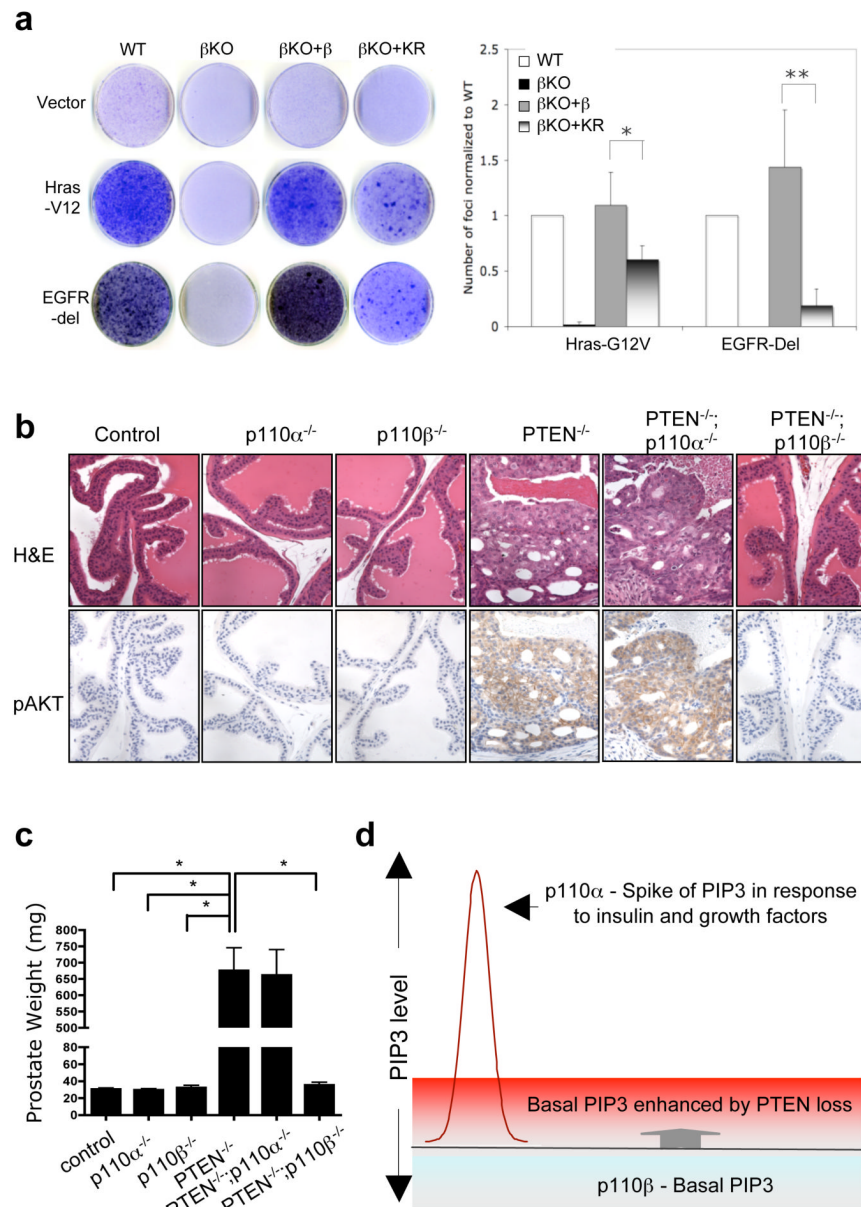 a
WT βKO βKO+β βKO+KR
Vector
Hras
-V12
EGFR
-del
Number of foci normalized to WT
2.5
2
1.5
1
0.5
0
WT
βKO
βKO+β
βKO+KR
*
**
Hras-G12V EGFR-Del
b
Control p110α-/- p110β-/- PTEN-/- PTEN-/-; p110α-/- PTEN-/-; p110β-/-
H&E
pAKT
c
Prostate Weight (mg)
800
750
700
650
600
550
500
80
60
40
20
0
*
*
*
*
control
p110α-/-
p110β-/-
PTEN-/-
PTEN-/-;p110α-/-
PTEN-/-;p110β-/-
d
PIP3 level
p110α - Spike of PIP3 in response
to insulin and growth factors
Basal PIP3 enhanced by PTEN loss
p110β - Basal PIP3